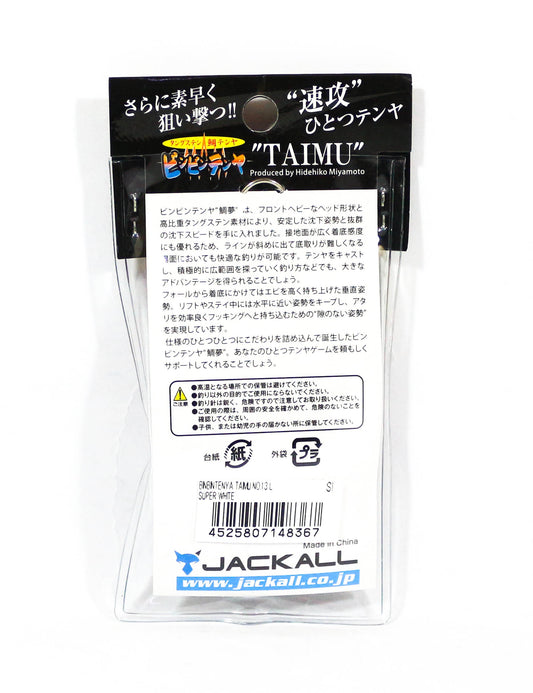 さらに素早く
狙い撃つ!!
"速攻"
ひとつテンヤ
タングステン鯛テンヤ
ビンビンテンヤ
"TAIMU"
Produced by Hidehiko Miyamoto
ビンビンテンヤ"鯛夢"は、フロントヘビーなヘッド形状と
高比重タングステン素材により、安定した沈下姿勢と抜群
の沈下スピードを手に入れました。接地面が広く着底感度
にも優れるため、ラインが斜めに出て底取りが難しくなる
場面においても快適な釣りが可能です。テンヤをキャスト
し、積極的に広範囲を探っていく釣り方などでも、大きな
アドバンテージを得られることでしょう。
フォールから着底にかけてはエビを高く持ち上げた垂直姿
勢、リフトやステイ中には水平に近い姿勢をキープし、アタ
リを効率良くフッキングへと持ち込むための"隙のない姿勢"
を実現しています。
仕様のひとつひとつにこだわりを詰め込んで誕生したビン
ビンテンヤ"鯛夢"。あなたのひとつテンヤゲームを頼もしく
サポートしてくれることでしょう。
ご注意
●高温となる場所での保管は避けてください。
●釣り以外の目的でご使用にならないでください。
●釣り針は鋭く、危険ですので注意してお取り扱いください。
●ご使用の際は、周囲の安全を確かめて、危険のないことを
確認してください。
●子供、または幼児の手の届かない所に保管してください。
台紙 紙 外袋 プラ
BINBINTENYA TAIMU NO.13 L
SUPER WHITE
4525807148367
Made in China
JACKALL
www.jackall.co.jp